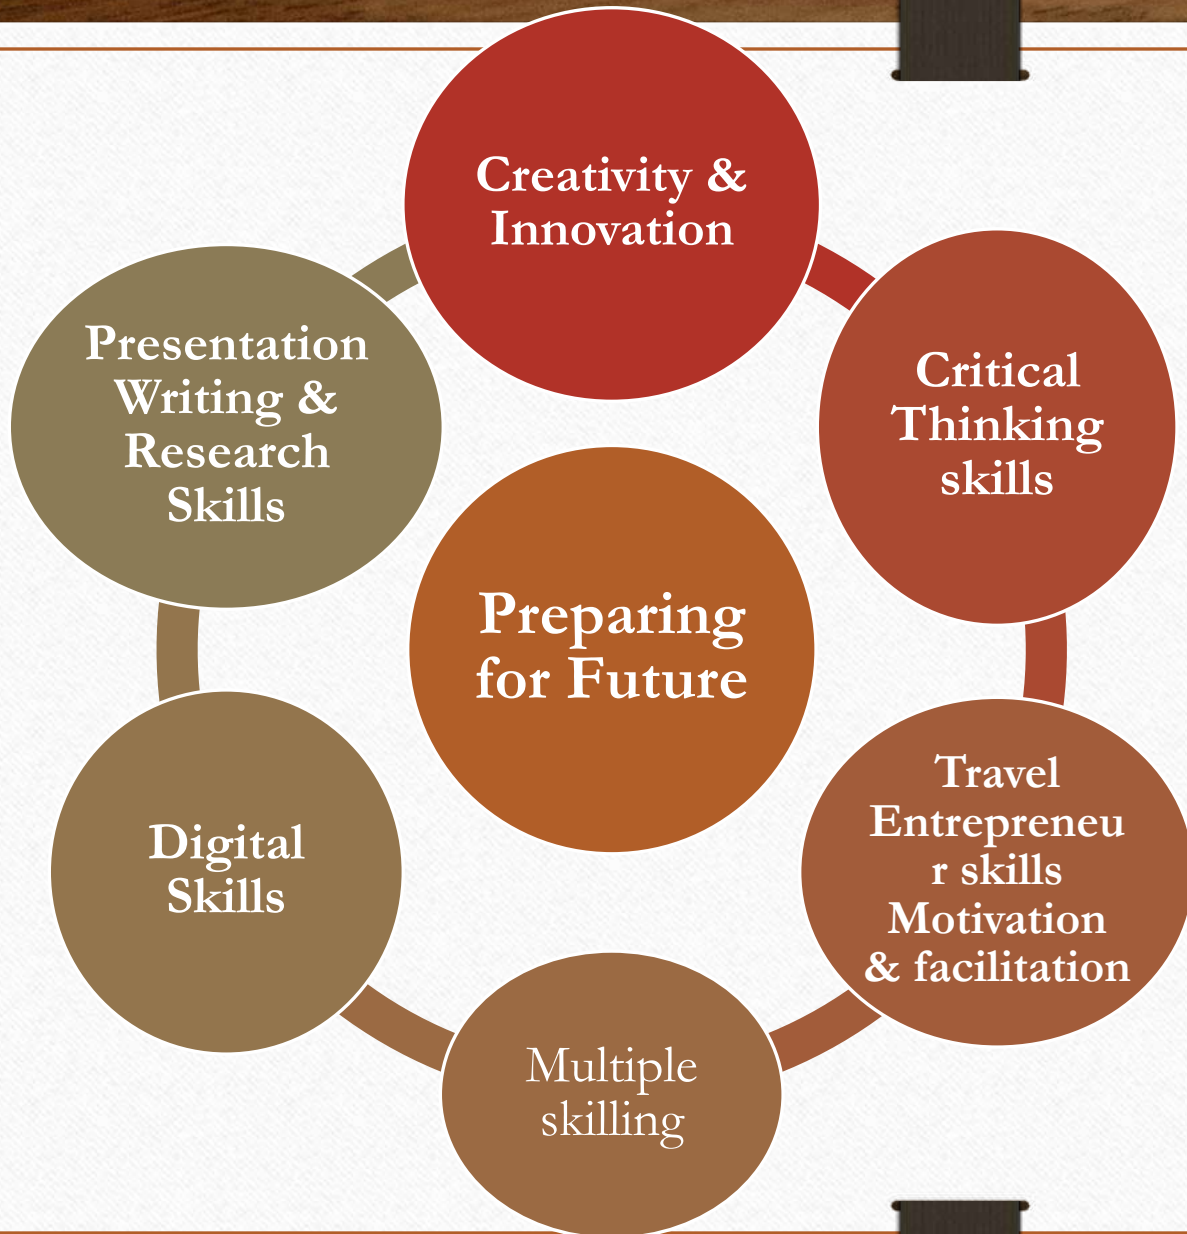 Creativity &
Innovation
Critical
Thinking
skills
Travel
Entrepreneu
r skills
Motivation
& facilitation
Multiple
skilling
Digital
Skills
Presentation
Writing &
Research
Skills
Preparing
for Future